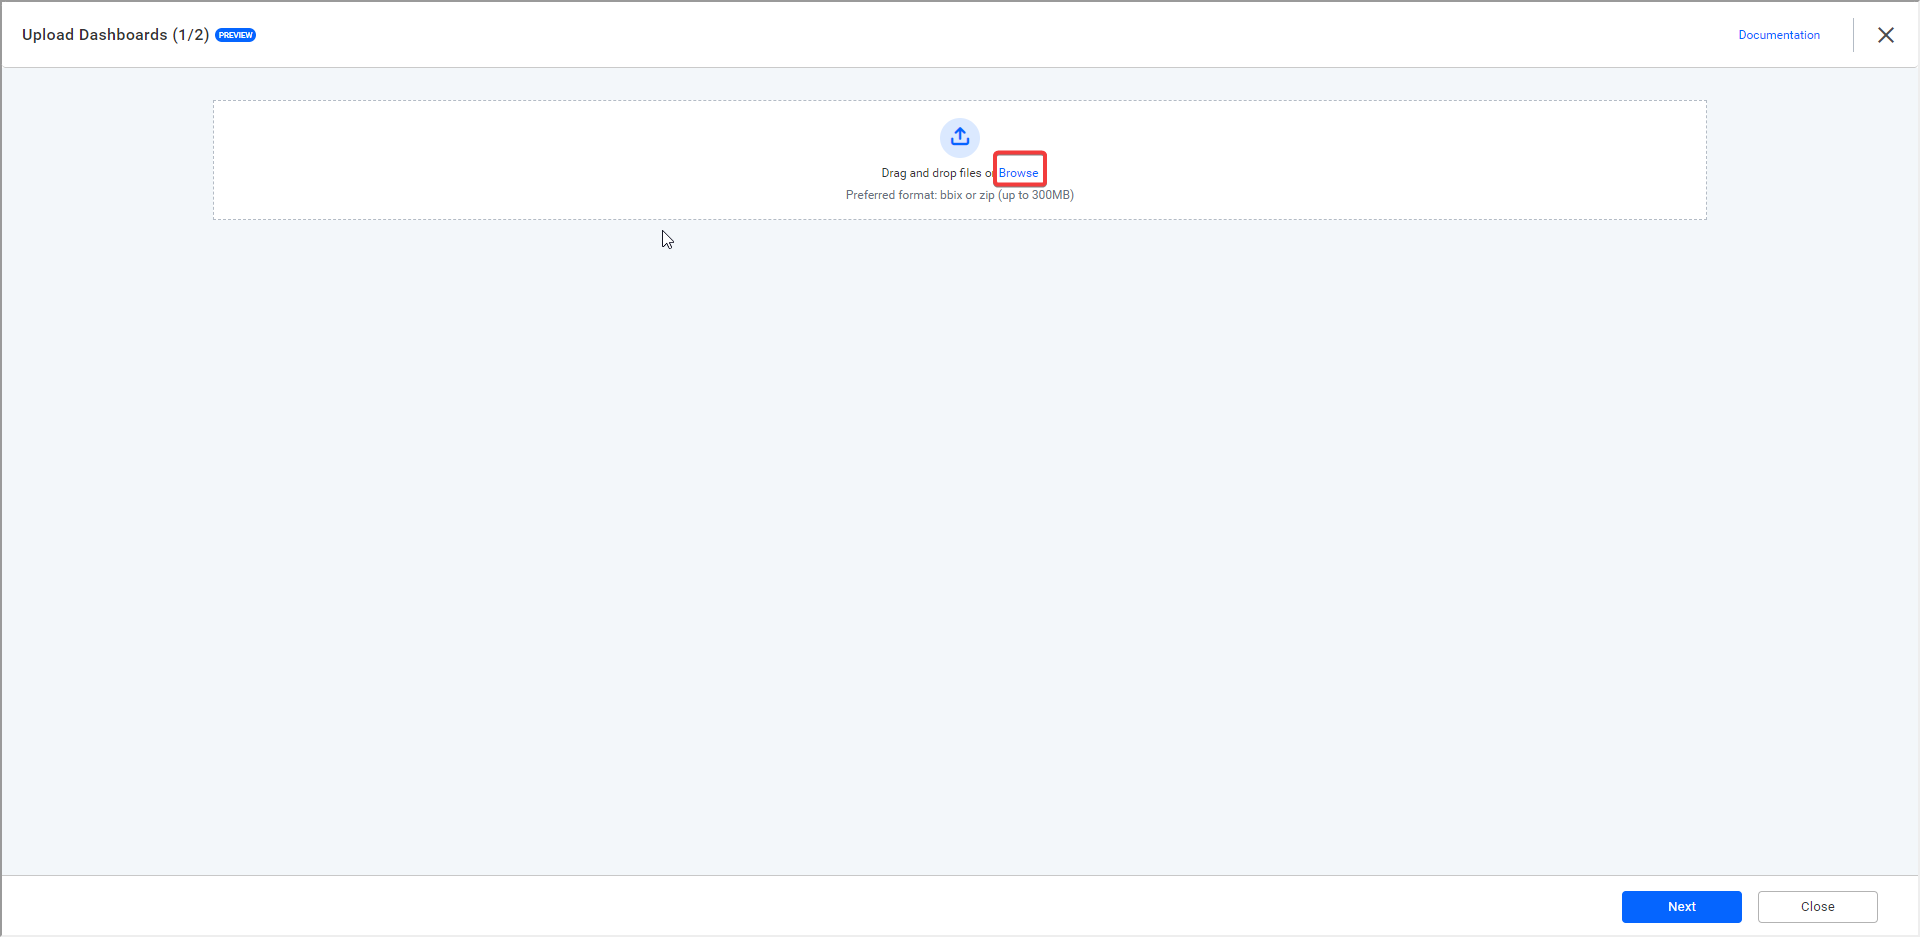 Upload Dashboards (1/2) PREVIEW
Documentation
Drag and drop files or Browse
Preferred format: bbix or zip (up to 300MB)
Next
Close